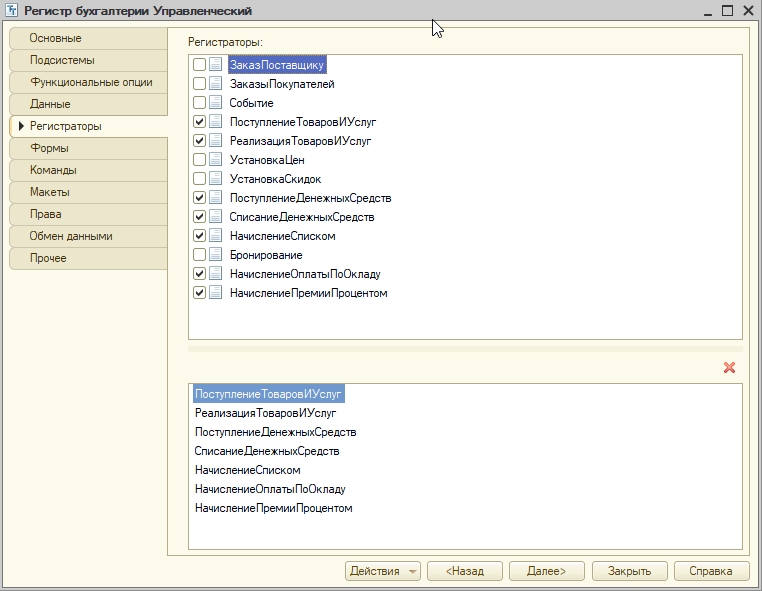 Регистр бухгалтерии Управленческий
Основные
Подсистемы
Функциональные опции
Данные
Регистраторы
Формы
Команды
Макеты
Права
Обмен данными
Прочее
Регистраторы:
ЗаказПоставщику
ЗаказыПокупателей
Событие
ПоступлениеТоваровИУслуг
РеализацияТоваровИУслуг
УстановкаЦен
УстановкаСкидок
ПоступлениеДенежныхСредств
СписаниеДенежныхСредств
НачислениеСписком
Бронирование
НачислениеОплатыПоОкладу
НачислениеПремииПроцентом
ПоступлениеТоваровИУслуг
РеализацияТоваровИУслуг
ПоступлениеДенежныхСредств
СписаниеДенежныхСредств
НачислениеСписком
НачислениеОплатыПоОкладу
НачислениеПремииПроцентом
Действия <Назад Далее> Закрыть Справка